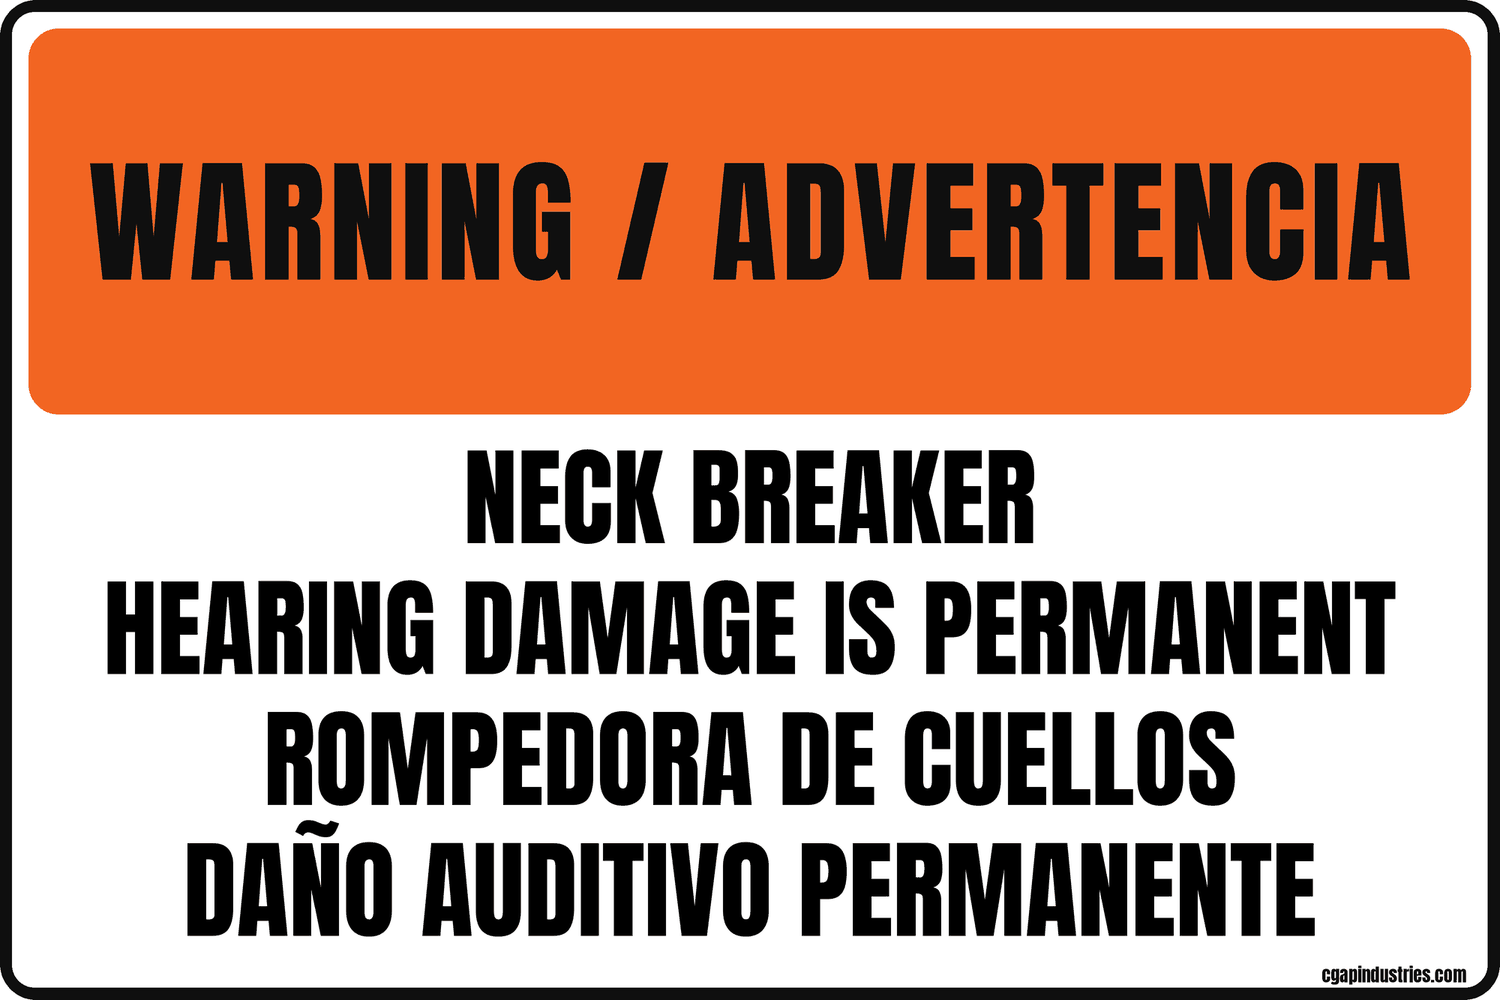 WARNING / ADVERTENCIA
NECK BREAKER
HEARING DAMAGE IS PERMANENT
ROMPEDORA DE CUELLOS
DAÑO AUDITIVO PERMANENTE
cgapindustries.com